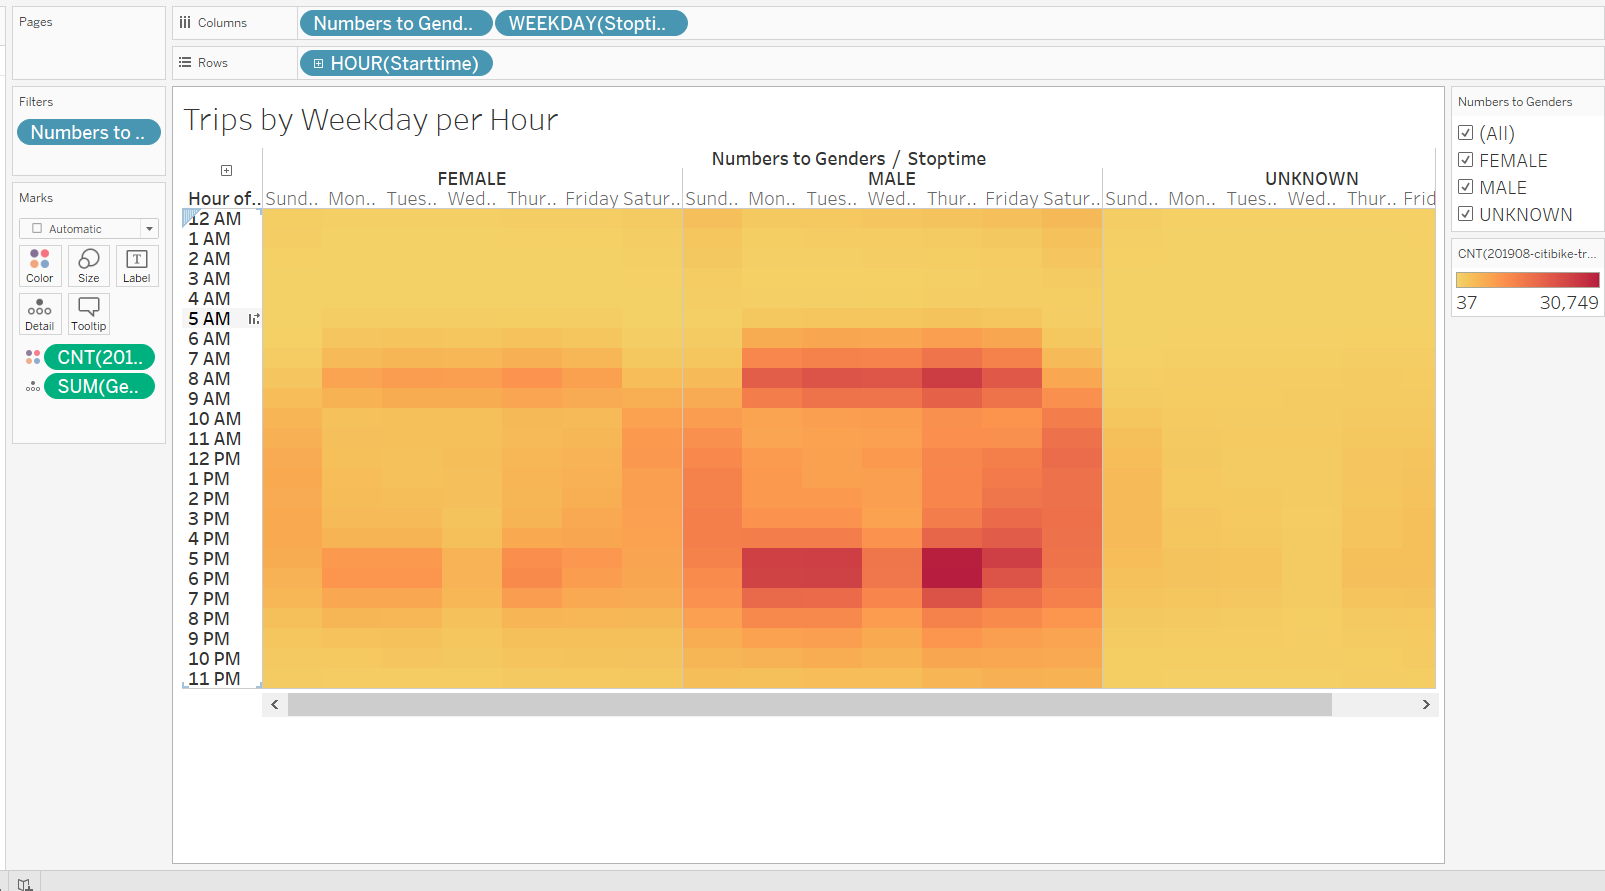 Pages
Columns
Numbers to Gend..
WEEKDAY(Stopti..
Rows
HOUR(Starttime)
Filters
Numbers to ..
Marks
Automatic
Color
Size
Label
Detail
Tooltip
CNT(201..
SUM(Ge..
Trips by Weekday per Hour
Numbers to Genders / Stoptime
FEMALE
MALE
UNKNOWN
Hour of..
Sund.. Mon.. Tues.. Wed.. Thur.. Friday Satur..
Sund.. Mon.. Tues.. Wed.. Thur.. Friday Satur..
Sund.. Mon.. Tues.. Wed.. Thur.. Frid
12 AM
1 AM
2 AM
3 AM
4 AM
5 AM
6 AM
7 AM
8 AM
9 AM
10 AM
11 AM
12 PM
1 PM
2 PM
3 PM
4 PM
5 PM
6 PM
7 PM
8 PM
9 PM
10 PM
11 PM
Numbers to Genders
(All)
FEMALE
MALE
UNKNOWN
CNT(201908-citibike-tr...
37 30,749